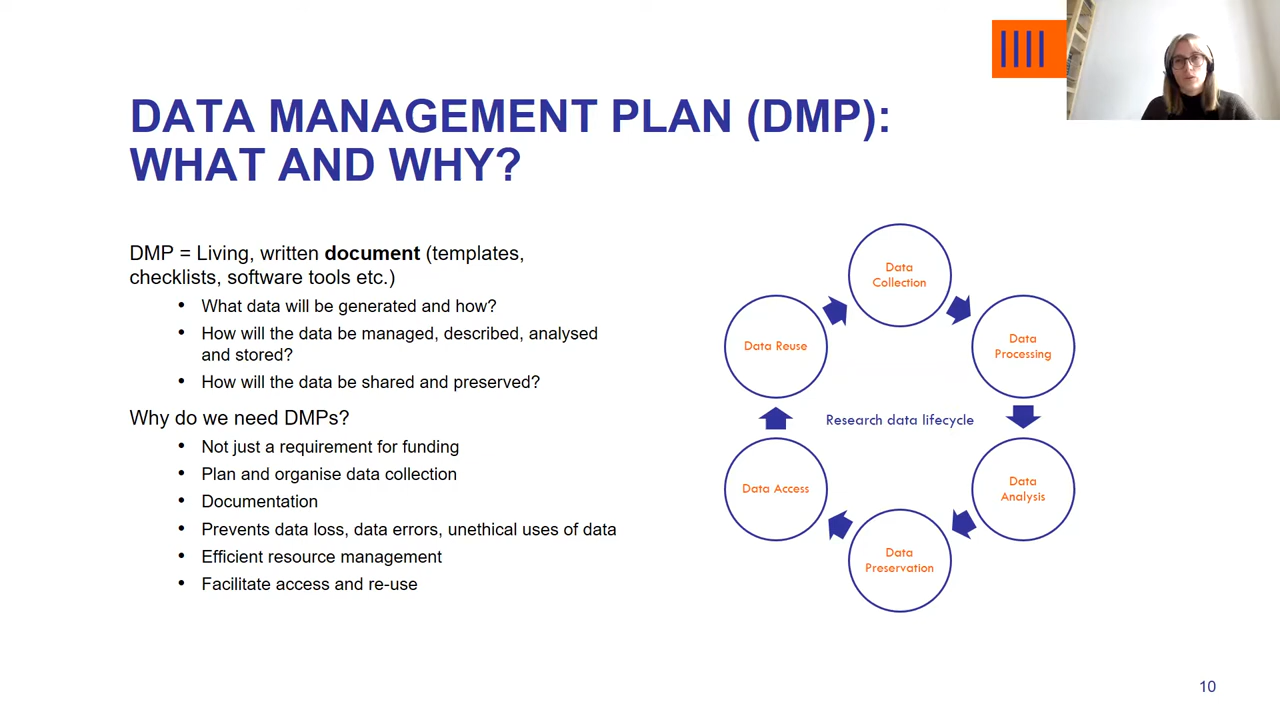 DATA MANAGEMENT PLAN (DMP):
WHAT AND WHY?
DMP = Living, written document (templates,
checklists, software tools etc.)
• What data will be generated and how?
• How will the data be managed, described, analysed
and stored?
• How will the data be shared and preserved?
Why do we need DMPs?
• Not just a requirement for funding
• Plan and organise data collection
• Documentation
• Prevents data loss, data errors, unethical uses of data
• Efficient resource management
• Facilitate access and re-use
Data
Collection
Data
Processing
Data
Analysis
Data
Preservation
Data Access
Data Reuse
Research data lifecycle
10